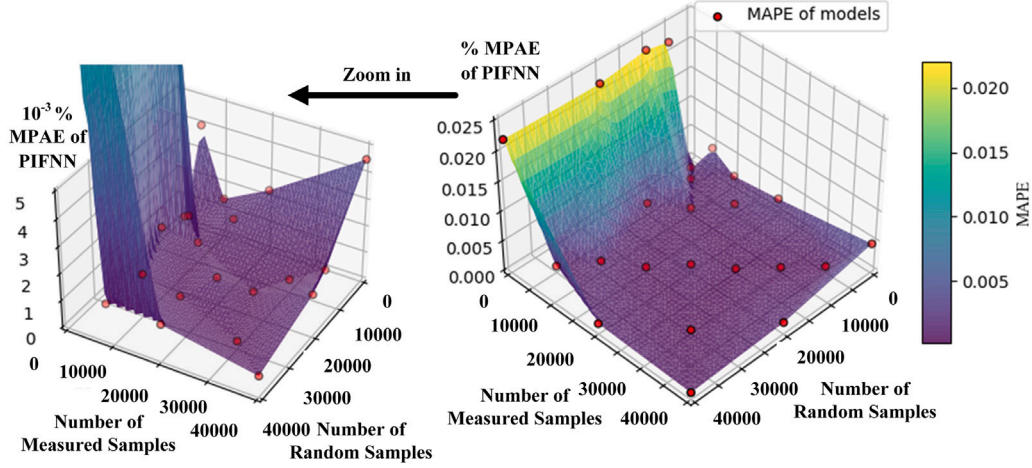 MAPE of models
% MPAE
of PIFNN
Zoom in
10-3 %
MPAE of
PIFNN
5
4
3
2
1
0
0
10000
20000
30000
40000
Number of
Measured Samples
0
10000
20000
30000
40000
Number of
Random Samples
0.025
0.020
0.015
0.010
0.005
0.000
0
10000
20000
30000
40000
Number of
Measured Samples
0
10000
20000
30000
40000
Number of
Random Samples
0.020
0.015
0.010
0.005
MAPE